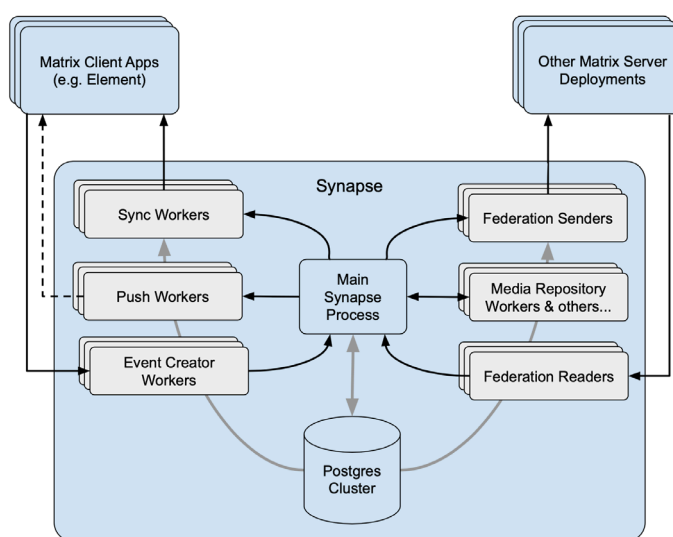 Matrix Client Apps
(e.g. Element)
Other Matrix Server
Deployments
Synapse
Sync Workers
Federation Senders
Push Workers
Main
Synapse
Process
Media Repository
Workers & others...
Event Creator
Workers
Federation Readers
Postgres
Cluster